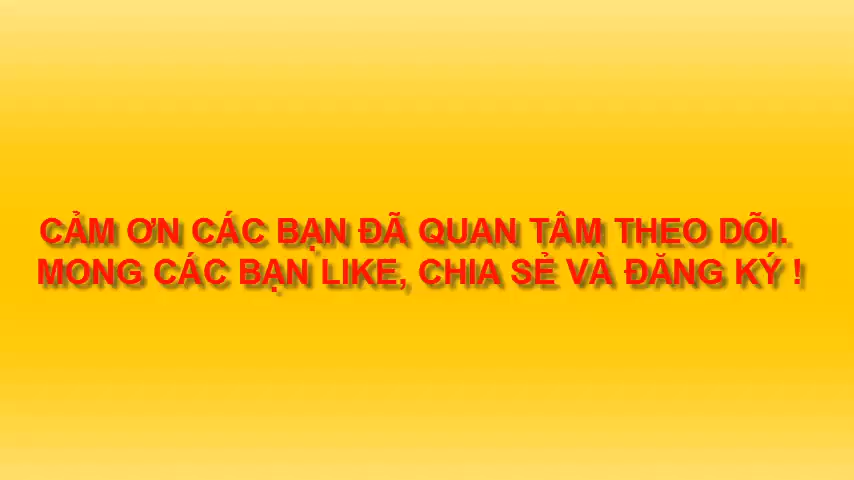 CẢM ƠN CÁC BẠN ĐÃ QUAN TÂM THEO DÕI.
MONG CÁC BẠN LIKE, CHIA SẺ VÀ ĐĂNG KÝ !